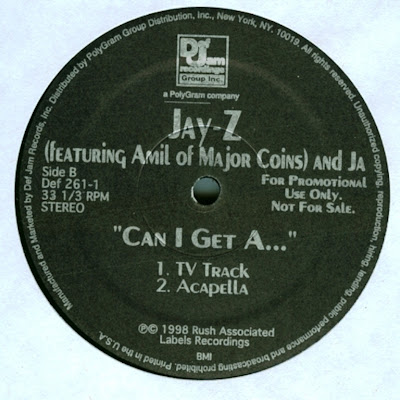 Manufactured and Marketed by Def Jam Records, Inc. Distributed by PolyGram Group Distribution, Inc., New York, NY, 10019. All rights reserved. Unauthorized copying, reproduction, hiring, lending, public performance and broadcasting prohibited. Printed in the U.S.A.
Def Jam
recordings
Group Inc.
a PolyGram company
Jay-Z
(featuring Amil of Major Coins) and Ja
Side B
Def 261-1
33 1/3 RPM
STEREO
For Promotional
Use Only.
Not For Sale.
"Can I Get A..."
1. TV Track
2. Acapella
℗© 1998 Rush Associated
Labels Recordings
BMI